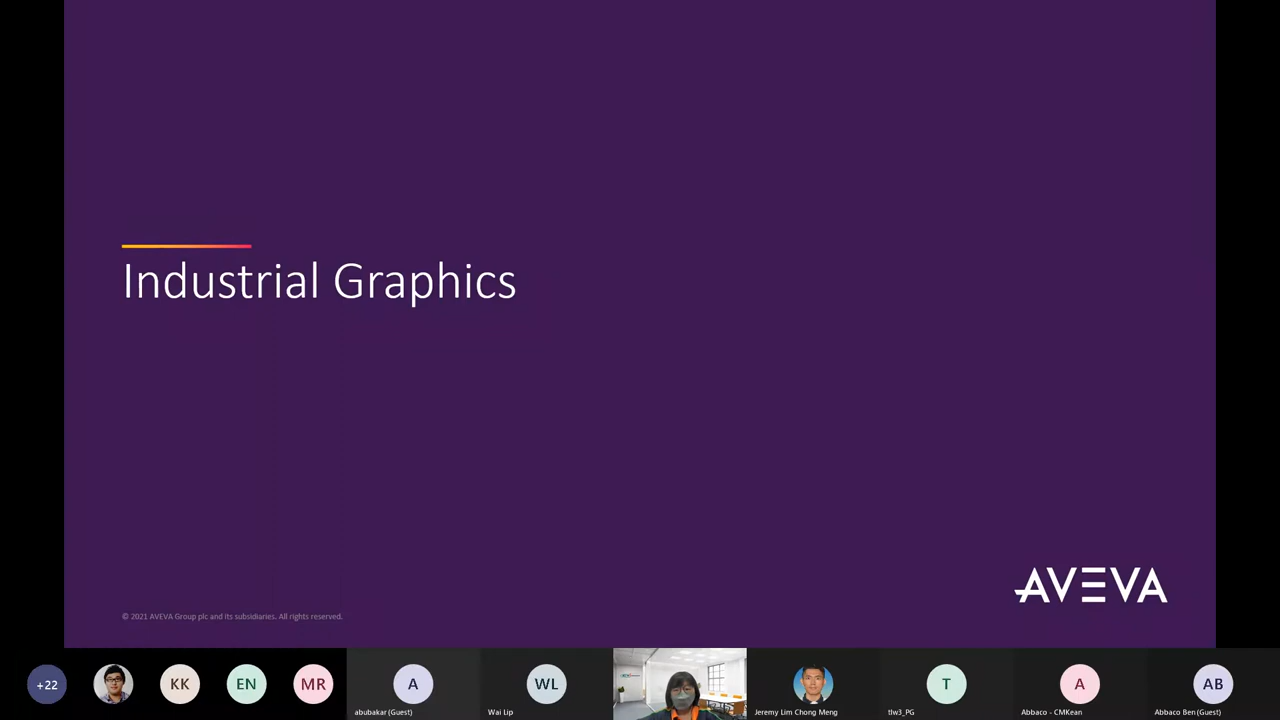 Industrial Graphics
AVEVA
© 2021 AVEVA Group plc and its subsidiaries. All rights reserved.
+22
KK
EN
MR
A
WL
T
A
AB
abubakar (Guest)
Wai Lip
Jeremy Lim Chong Meng
tlw3_PG
Abbaco - CMKean
Abbaco Ben (Guest)